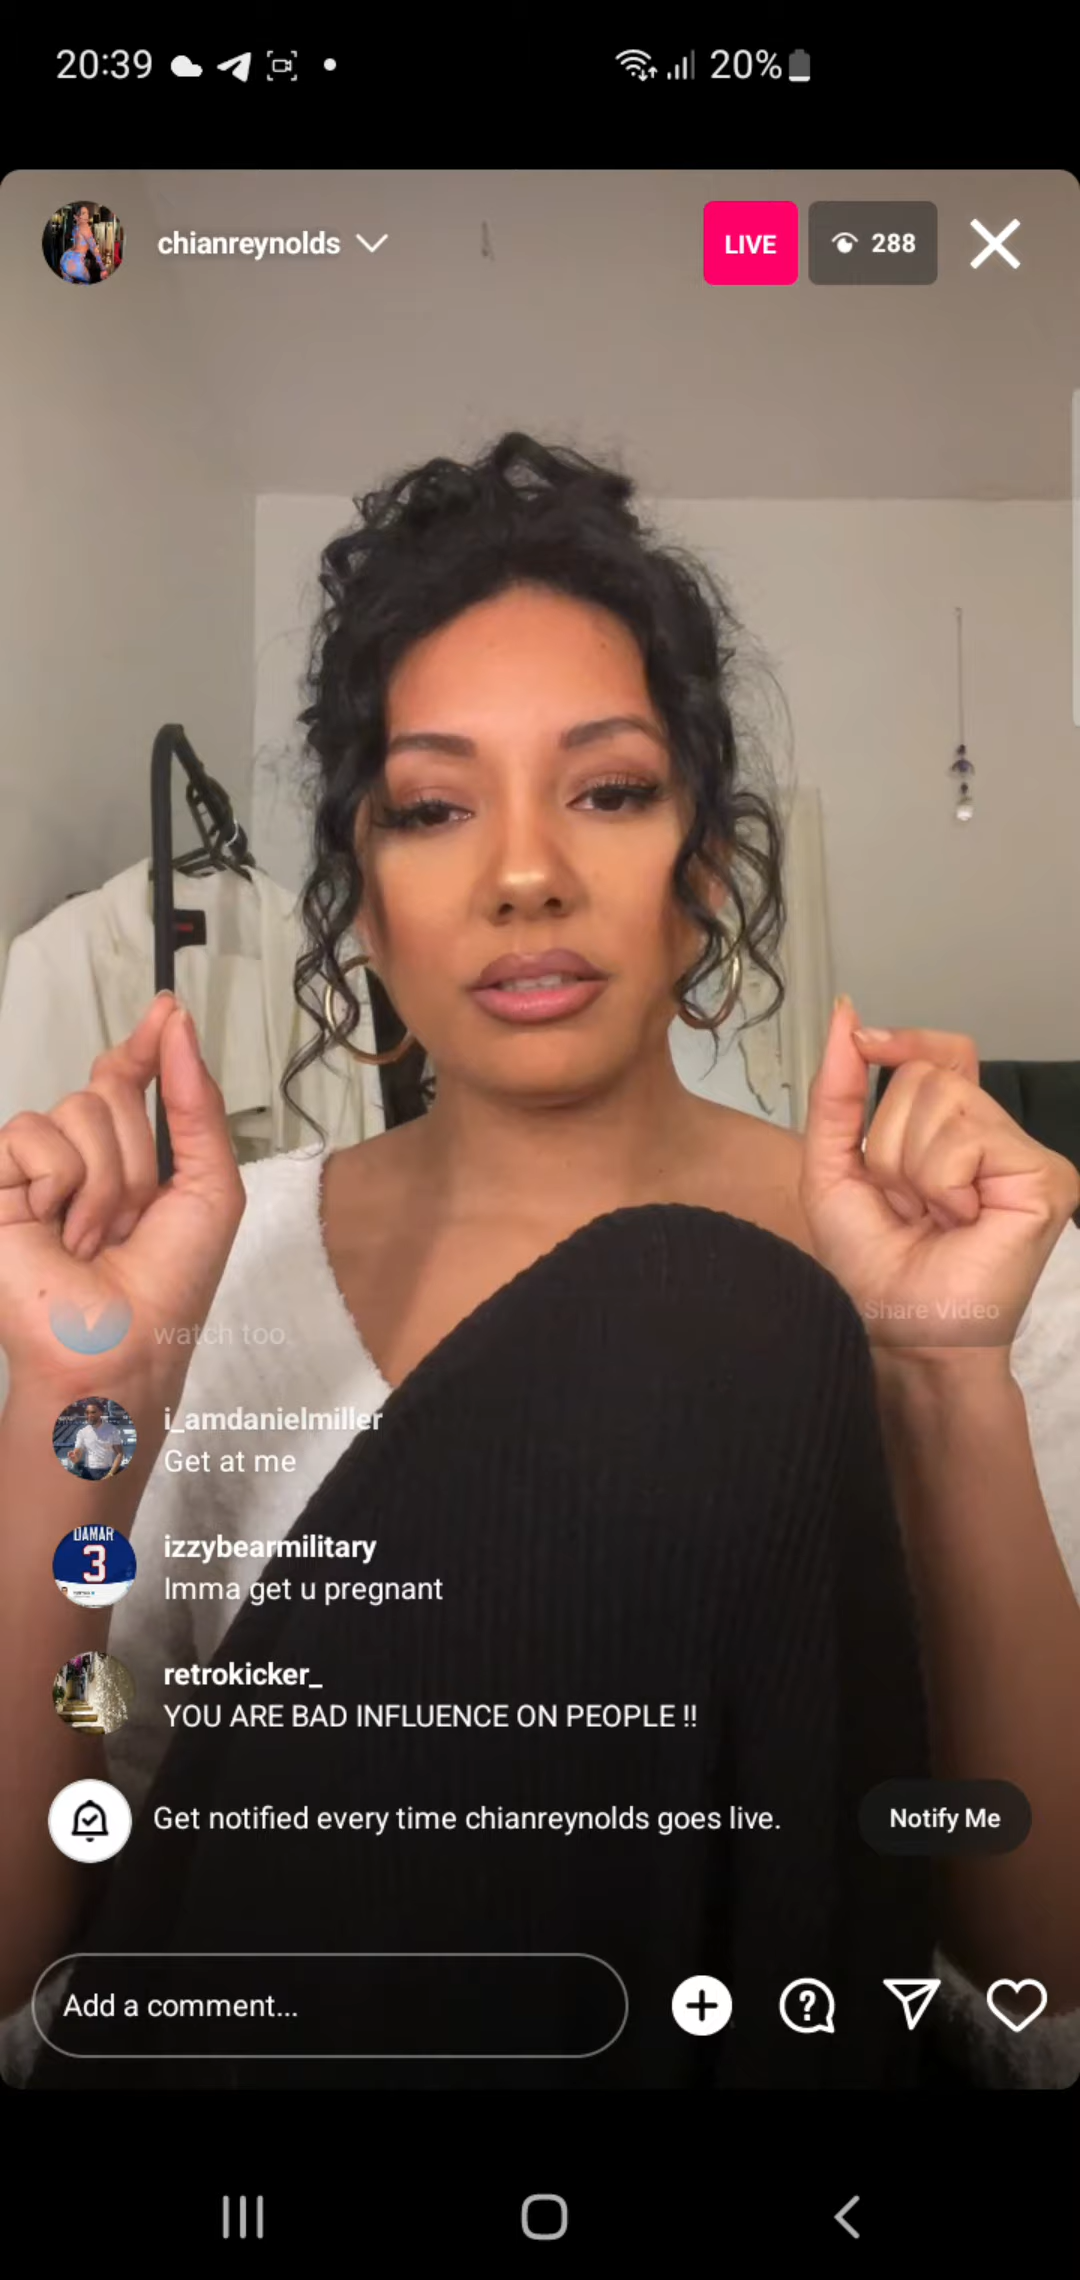 20:39
20%
chianreynolds
LIVE
288
watch too.
Share Video
i_amdanielmiller
Get at me
DAMAR
3
izzybearmilitary
Imma get u pregnant
retrokicker_
YOU ARE BAD INFLUENCE ON PEOPLE !!
Get notified every time chianreynolds goes live.
Notify Me
Add a comment...